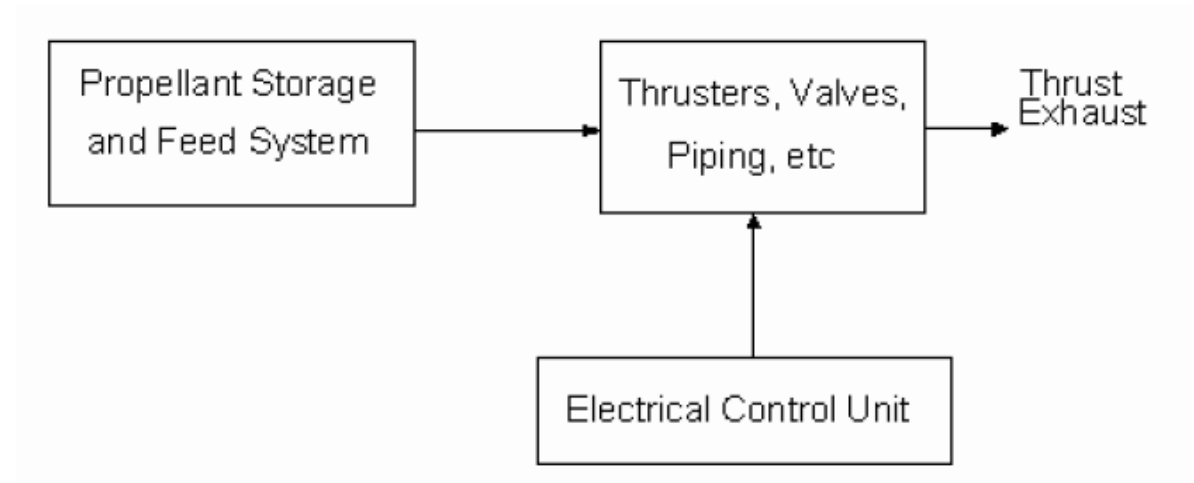 Propellant Storage
and Feed System
Thrusters, Valves,
Piping, etc
Thrust
Exhaust
Electrical Control Unit